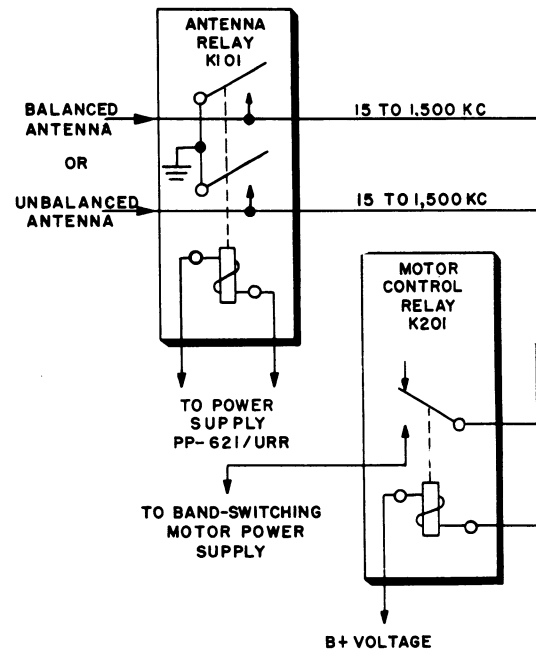 ANTENNA
RELAY
K101
BALANCED
ANTENNA
OR
UNBALANCED
ANTENNA
15 TO 1,500 KC
15 TO 1,500 KC
MOTOR
CONTROL
RELAY
K201
TO POWER
SUPPLY
PP-621/URR
TO BAND-SWITCHING
MOTOR POWER
SUPPLY
B+ VOLTAGE